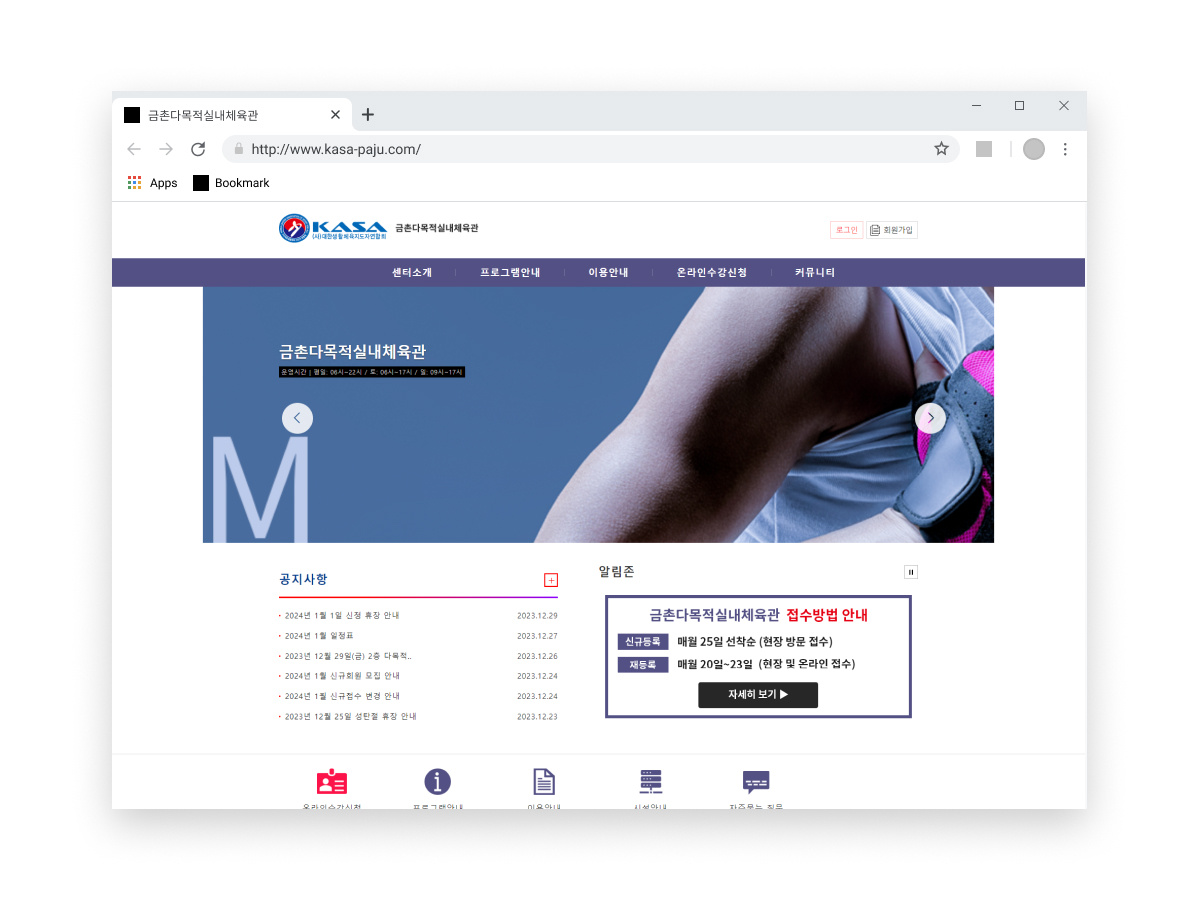 금촌다목적실내체육관
http://www.kasa-paju.com/
Apps
Bookmark
KASA
(사)대한생활체육지도자연합회
금촌다목적실내체육관
로그인
회원가입
센터소개
프로그램안내
이용안내
온라인수강신청
커뮤니티
금촌다목적실내체육관
운영시간 | 평일: 06시~22시 / 토: 06시~17시 / 일: 09시~17시
M
공지사항
2024년 1월 1일 신정 휴장 안내 2023.12.29
2024년 1월 일정표 2023.12.27
2023년 12월 29일(금) 2층 다목적.. 2023.12.26
2024년 1월 신규회원 모집 안내 2023.12.24
2024년 1월 신규접수 변경 안내 2023.12.24
2023년 12월 25일 성탄절 휴장 안내 2023.12.23
알림존
금촌다목적실내체육관 접수방법 안내
신규등록 매월 25일 선착순 (현장 방문 접수)
재등록 매월 20일~23일 (현장 및 온라인 접수)
자세히 보기 ▶
온라인수강신청
프로그램안내
이용안내
시설안내
자주묻는 질문